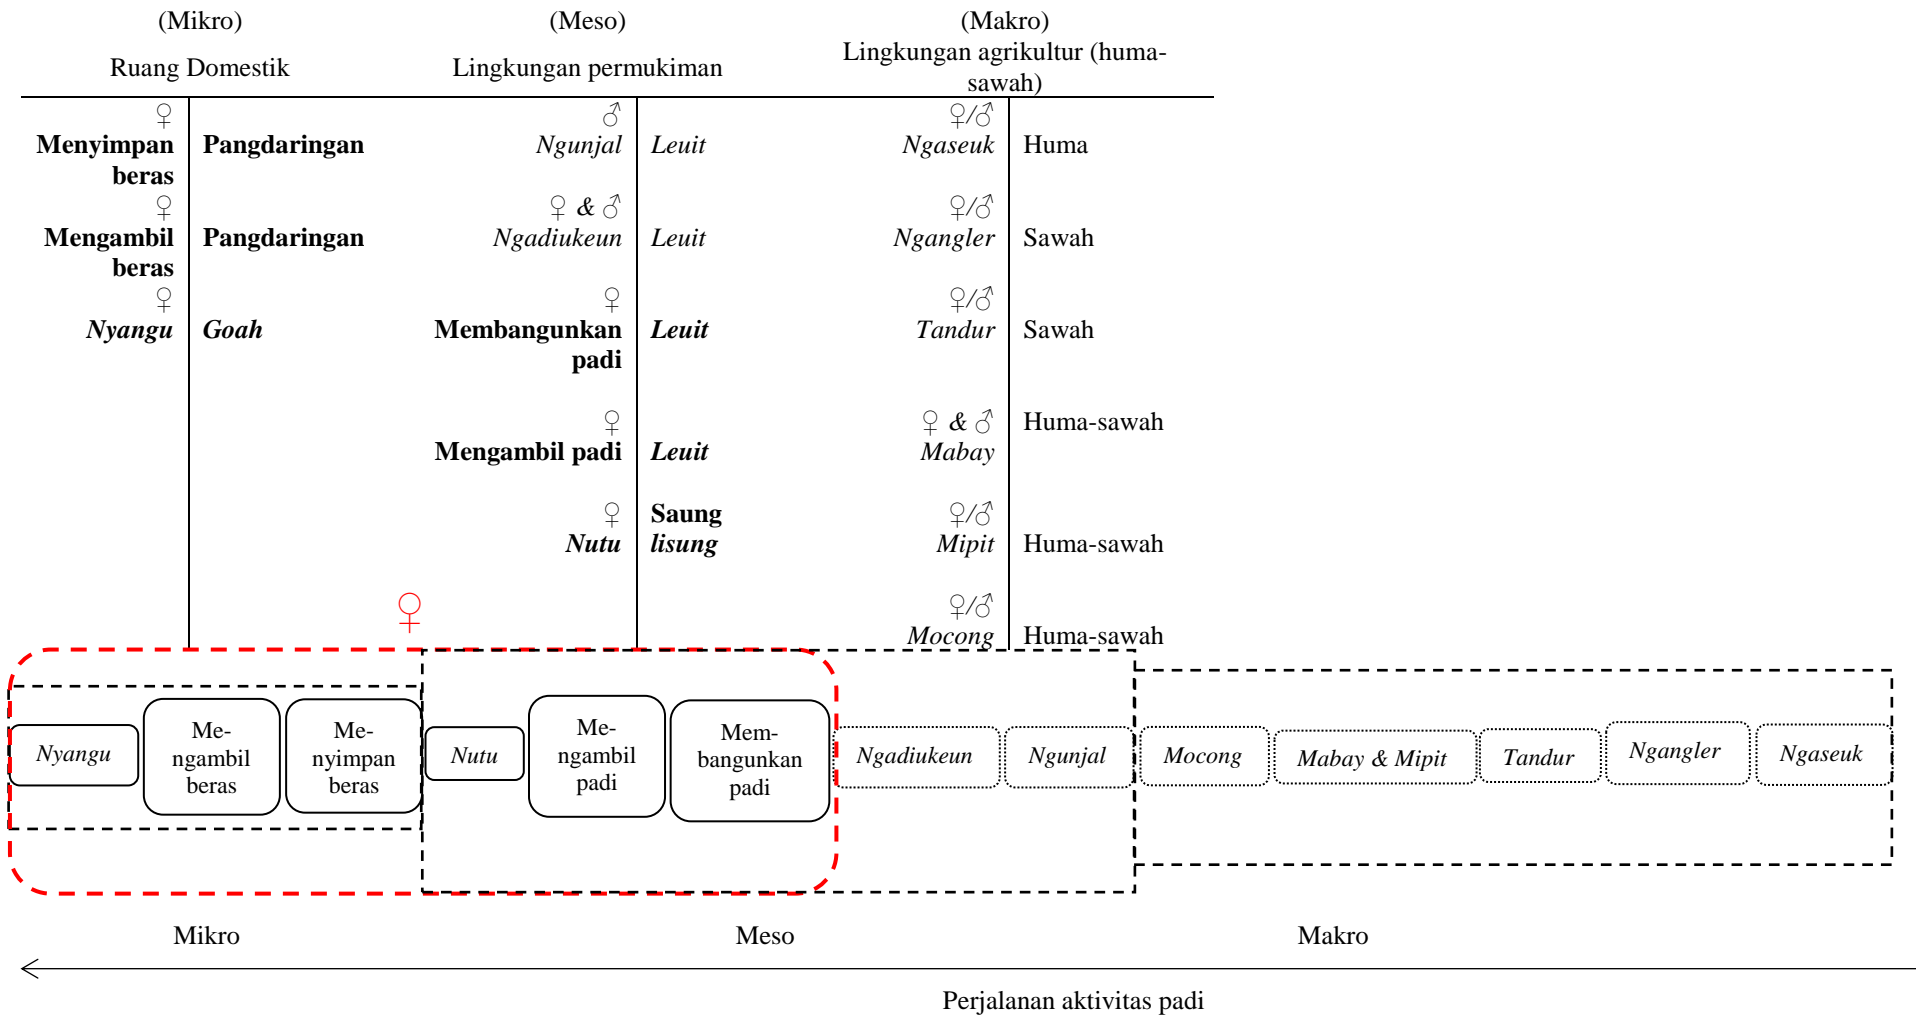 (Mikro)
Ruang Domestik
(Meso)
Lingkungan permukiman
(Makro)
Lingkungan agrikultur (huma-
sawah)
♀
Menyimpan
beras
Pangdaringan
♀
Mengambil
beras
Pangdaringan
♀
Nyangu
Goah
♂
Ngunjal
Leuit
♀ & ♂
Ngadiukeun
Leuit
♀
Membangunkan
padi
Leuit
♀
Mengambil padi
Leuit
♀
Nutu
Saung
lisung
♀/♂
Ngaseuk
Huma
♀/♂
Ngangler
Sawah
♀/♂
Tandur
Sawah
♀ & ♂
Mabay
Huma-sawah
♀/♂
Mipit
Huma-sawah
♀/♂
Mocong
Huma-sawah
♀
Nyangu
Me-
ngambil
beras
Me-
nyimpan
beras
Nutu
Me-
ngambil
padi
Mem-
bangunkan
padi
Ngadiukeun
Ngunjal
Mocong
Mabay & Mipit
Tandur
Ngangler
Ngaseuk
Mikro
Meso
Makro
Perjalanan aktivitas padi